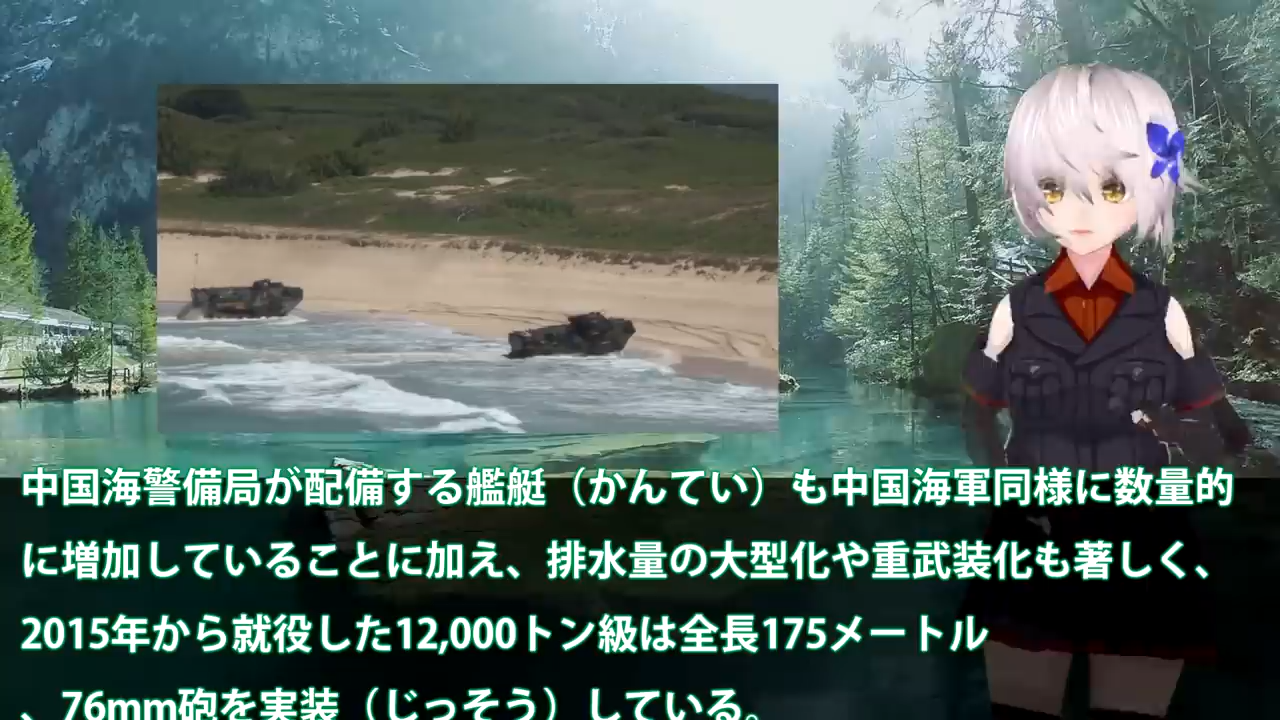 中国海警備局が配備する艦艇（かんてい）も中国海軍同様に数量的
に増加していることに加え、排水量の大型化や重武装化も著しく、
2015年から就役した12,000トン級は全長175メートル
、76mm砲を実装（じっそう）している。